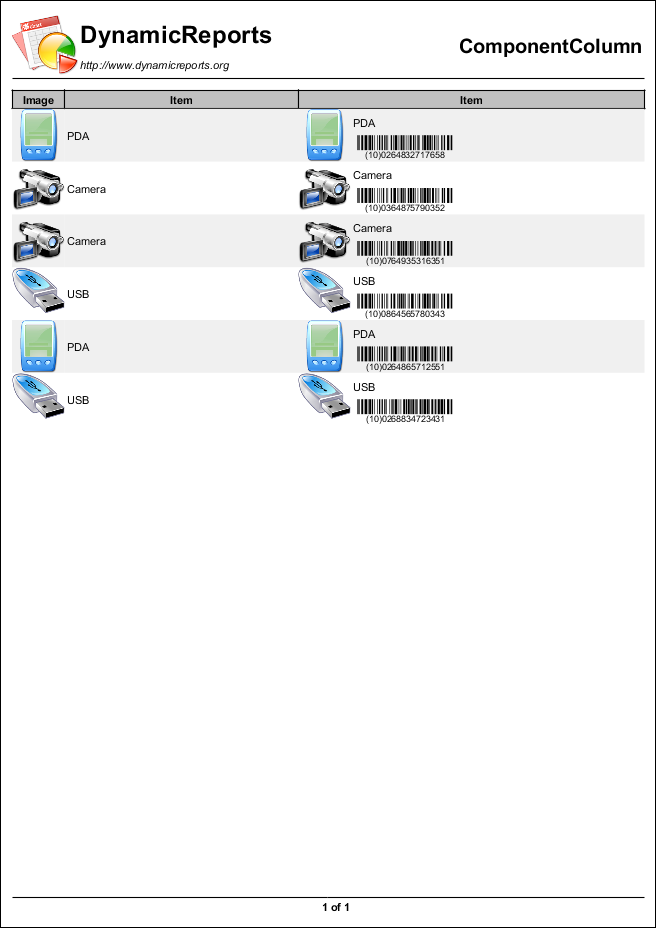 DynamicReports
http://www.dynamicreports.org
ComponentColumn
Image Item Item
PDA
PDA
(10)0264832717658
Camera
Camera
(10)0364875790352
Camera
Camera
(10)0764935316351
USB
USB
(10)0864565780343
PDA
PDA
(10)0264865712551
USB
USB
(10)0268834723431
1 of 1